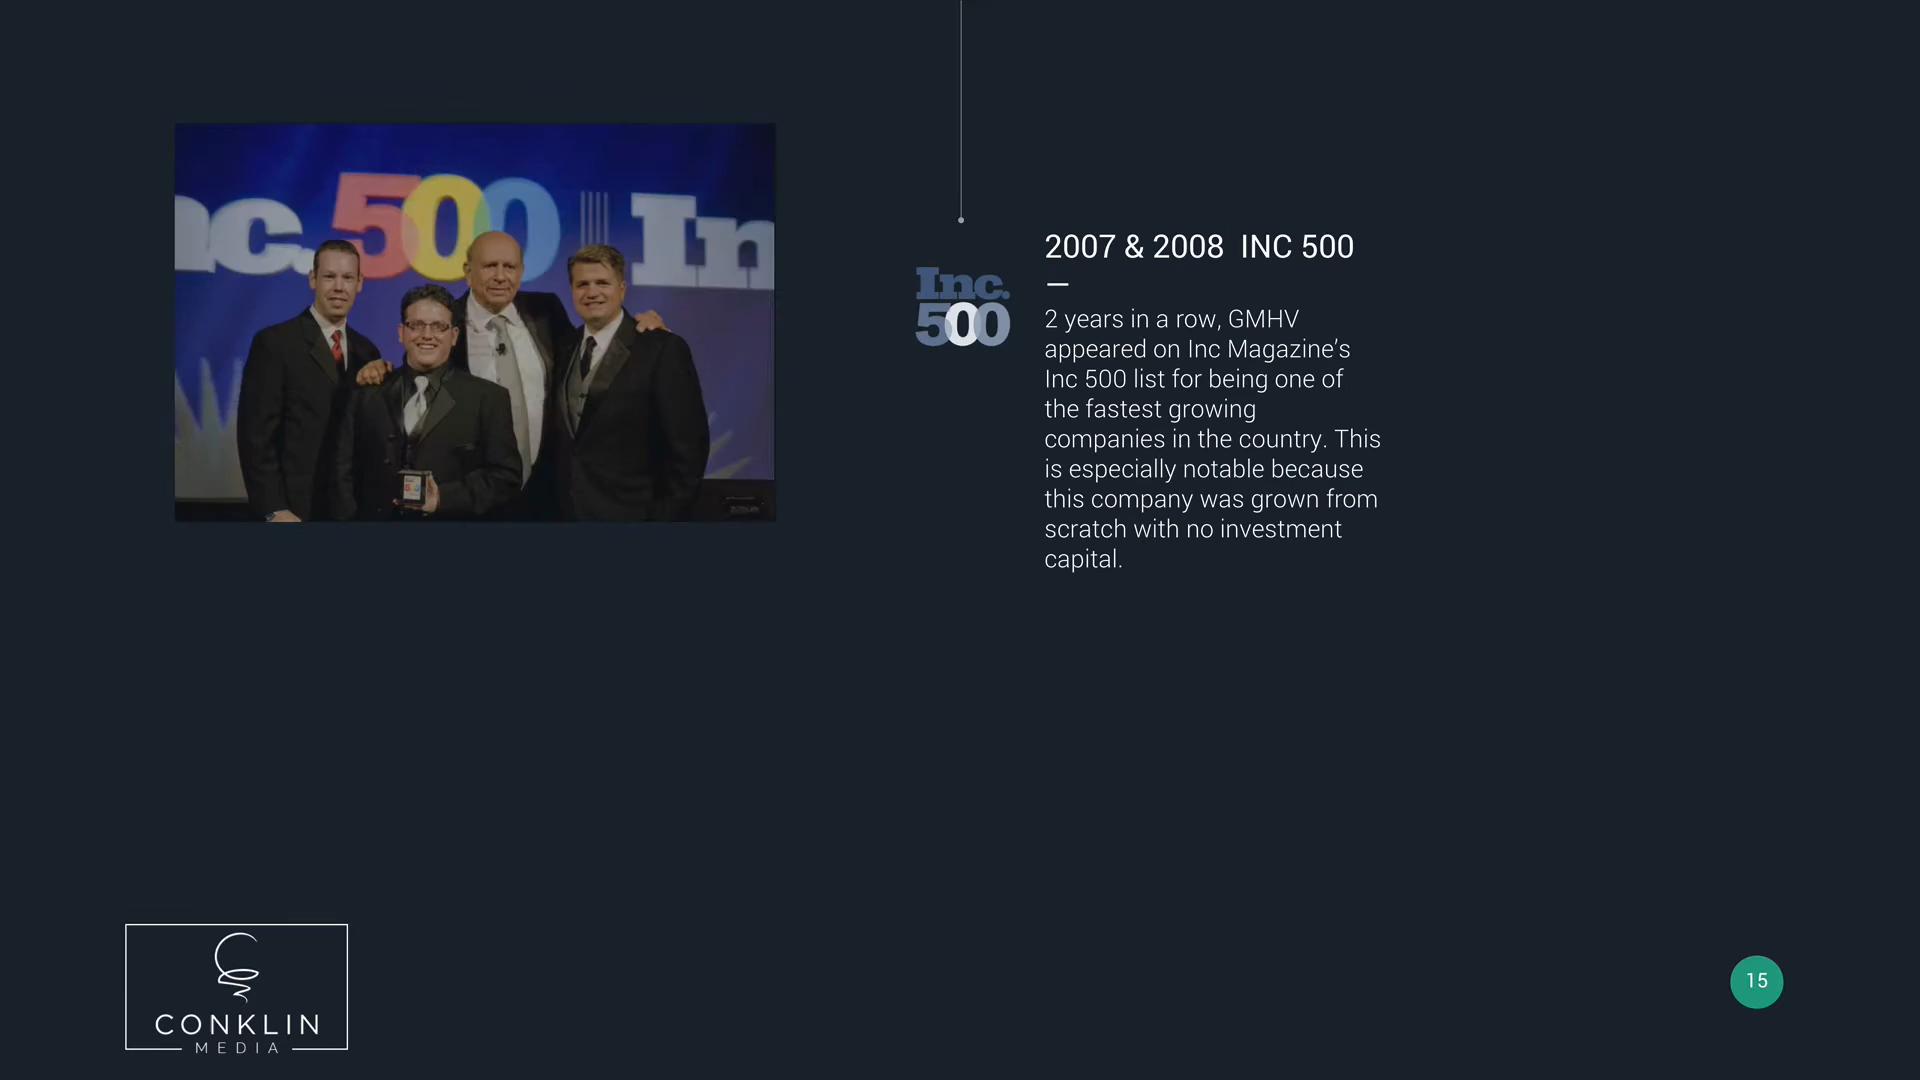 nc. 500 In
2007 & 2008 INC 500
Inc.
500
2 years in a row, GMHV
appeared on Inc Magazine’s
Inc 500 list for being one of
the fastest growing
companies in the country. This
is especially notable because
this company was grown from
scratch with no investment
capital.
CONKLIN
MEDIA
15